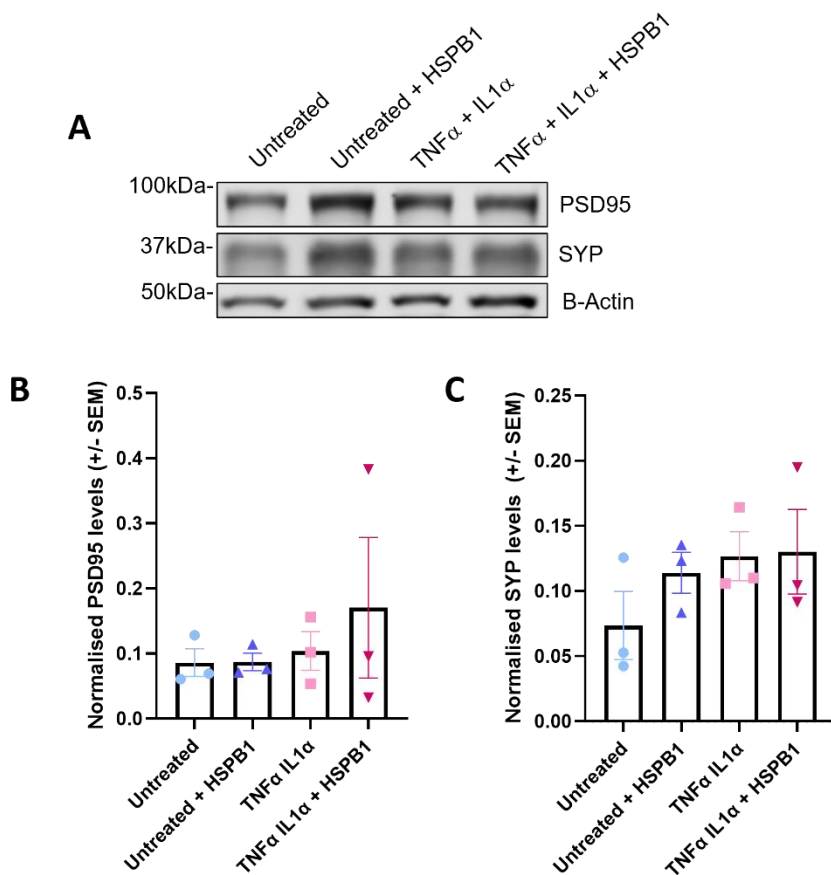 A
Untreated
Untreated + HSPB1
TNFα + IL1α
TNFα + IL1α + HSPB1
100kDa-
PSD95
37kDa-
SYP
50kDa-
B-Actin
B
Normalised PSD95 levels (+/- SEM)
0.5
0.4
0.3
0.2
0.1
0.0
Untreated
Untreated + HSPB1
TNFα IL1α
TNFα IL1α + HSPB1
C
Normalised SYP levels (+/- SEM)
0.25
0.20
0.15
0.10
0.05
0.00
Untreated
Untreated + HSPB1
TNFα IL1α
TNFα IL1α + HSPB1